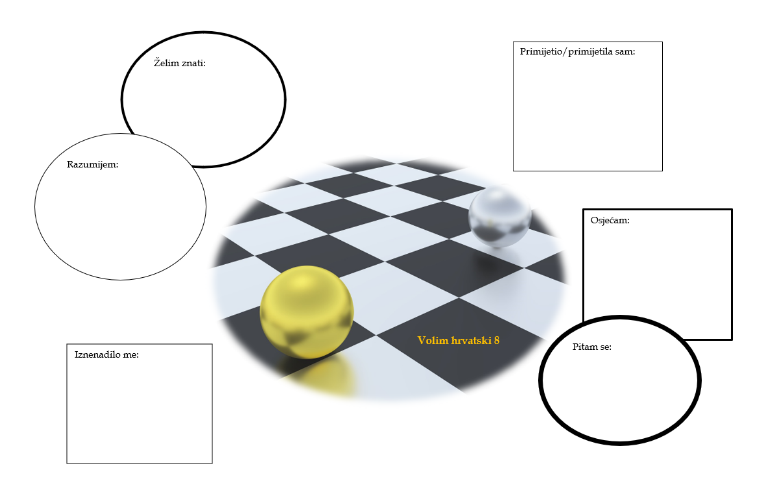 Želim znati:
Razumijem:
Primijetio/primijetila sam:
Osjećam:
Volim hrvatski 8
Iznenadilo me:
Pitam se: